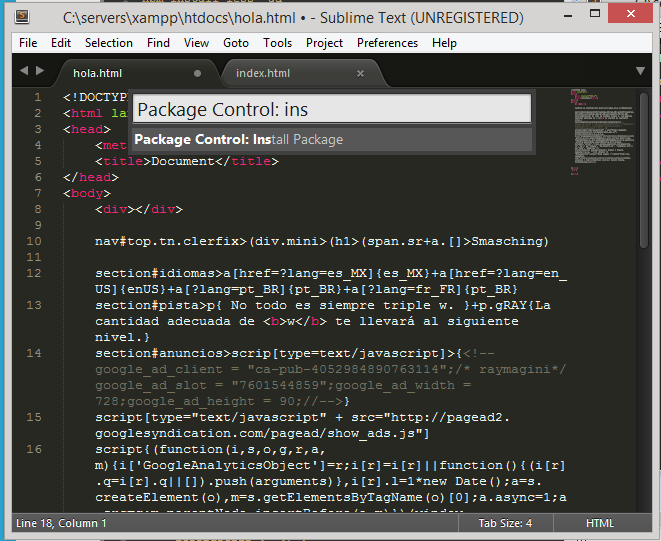 C:\servers\xampp\htdocs\hola.html • - Sublime Text (UNREGISTERED)
File Edit Selection Find View Goto Tools Project Preferences Help
hola.html index.html
Package Control: ins
Package Control: Install Package
1 <!DOCTYP
2 <html la
3 <head>
4 <met
5 <title>Document</title>
6 </head>
7 <body>
8 <div></div>
9
10 nav#top.tn.clerfix>(div.mini>(h1>(span.sr+a.[]>Smasching)
11
12 section#idiomas>a[href=?lang=es_MX]{es_MX}+a[href=?lang=en_
US]{enUS}+a[?lang=pt_BR]{pt_BR}+a[?lang=fr_FR]{pt_BR}
13 section#pista>p{ No todo es siempre triple w. }+p.gRAY{La
cantidad adecuada de <b>w</b> te llevará al siguiente
nivel.}
14 section#anuncios>scrip[type=text/javascript]>{<!--
google_ad_client = "ca-pub-4052984890763114";/* raymagini*/
google_ad_slot = "7601544859";google_ad_width =
728;google_ad_height = 90;//-->}
15 script[type="text/javascript" + src="http://pagead2.
googlesyndication.com/pagead/show_ads.js"]
16 script{(function(i,s,o,g,r,a,
m){i['GoogleAnalyticsObject']=r;i[r]=i[r]||function(){(i[r]
.q=i[r].q||[]).push(arguments)},i[r].l=1*new Date();a=s.
createElement(o),m=s.getElementsByTagName(o)[0];a.async=1;a
Line 18, Column 1 Tab Size: 4 HTML